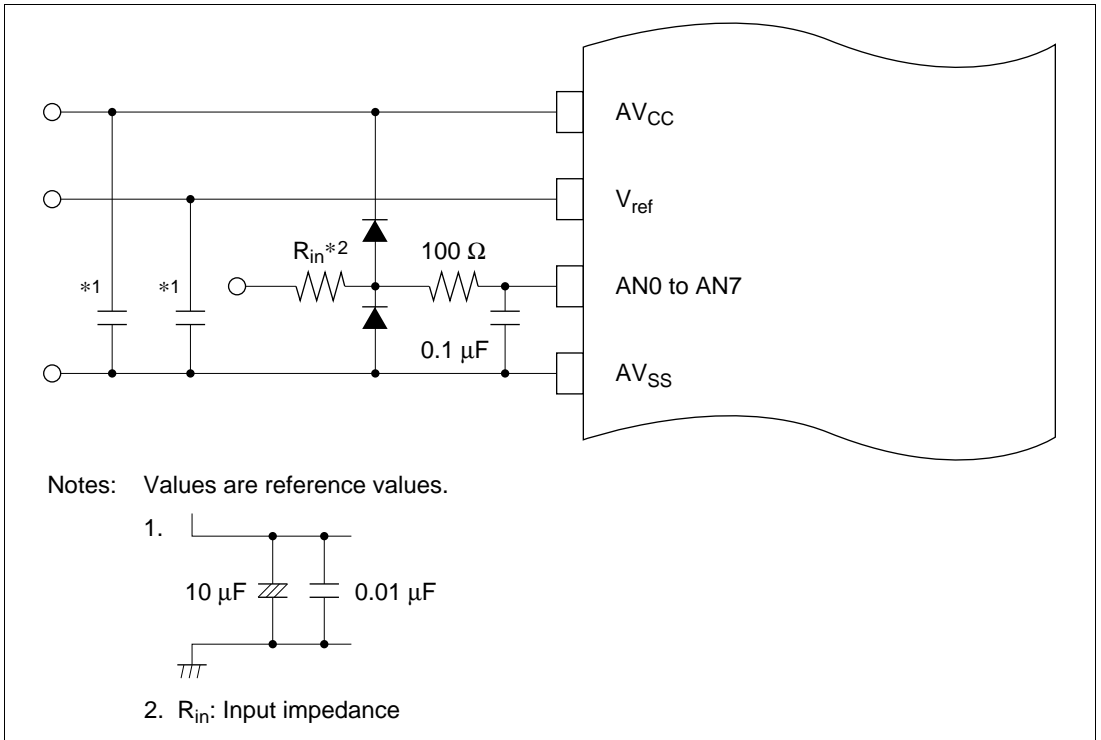 AVCC
Vref
Rin*2
100 Ω
*1
*1
AN0 to AN7
0.1 μF
AVSS
Notes: Values are reference values.
1.
10 μF
0.01 μF
2. Rin: Input impedance